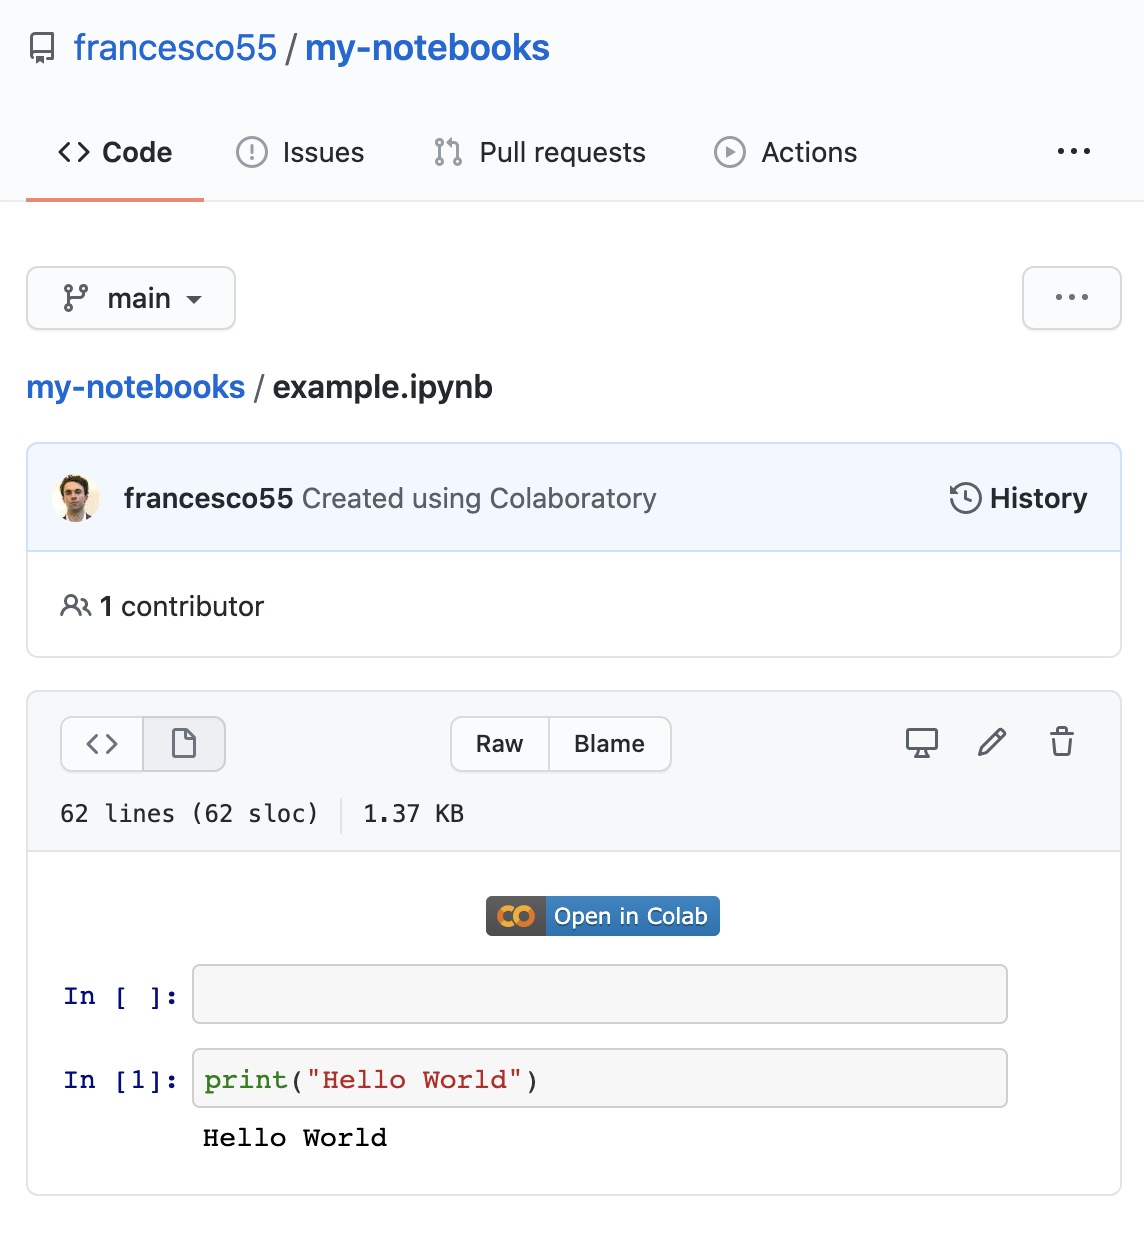 francesco55 / my-notebooks
Code Issues Pull requests Actions ...
main ...
my-notebooks / example.ipynb
francesco55 Created using Colaboratory History
1 contributor
Raw Blame
62 lines (62 sloc) 1.37 KB
Open in Colab
In [ ]:
In [1]: print("Hello World")
Hello World